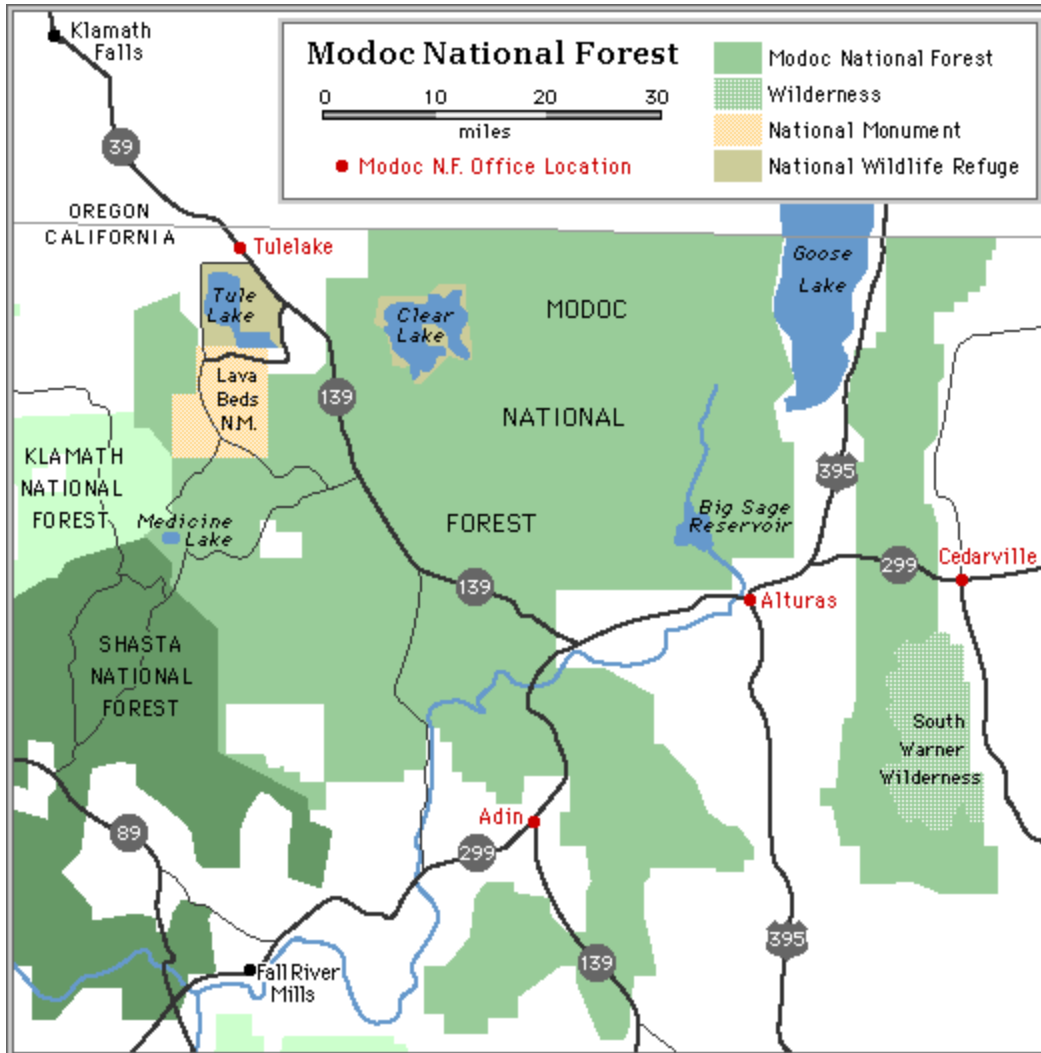 Klamath
Falls
Modoc National Forest
0 10 20 30
miles
Modoc N.F. Office Location
Modoc National Forest
Wilderness
National Monument
National Wildlife Refuge
39
OREGON
CALIFORNIA
Tulelake
Goose
Lake
Tule
Lake
Clear
Lake
MODOC
Lava
Beds
N.M.
139
NATIONAL
KLAMATH
NATIONAL
FOREST
395
Medicine
Lake
FOREST
Big Sage
Reservoir
139
299
Cedarville
Alturas
SHASTA
NATIONAL
FOREST
South
Warner
Wilderness
Adin
89
299
395
139
Fall River
Mills